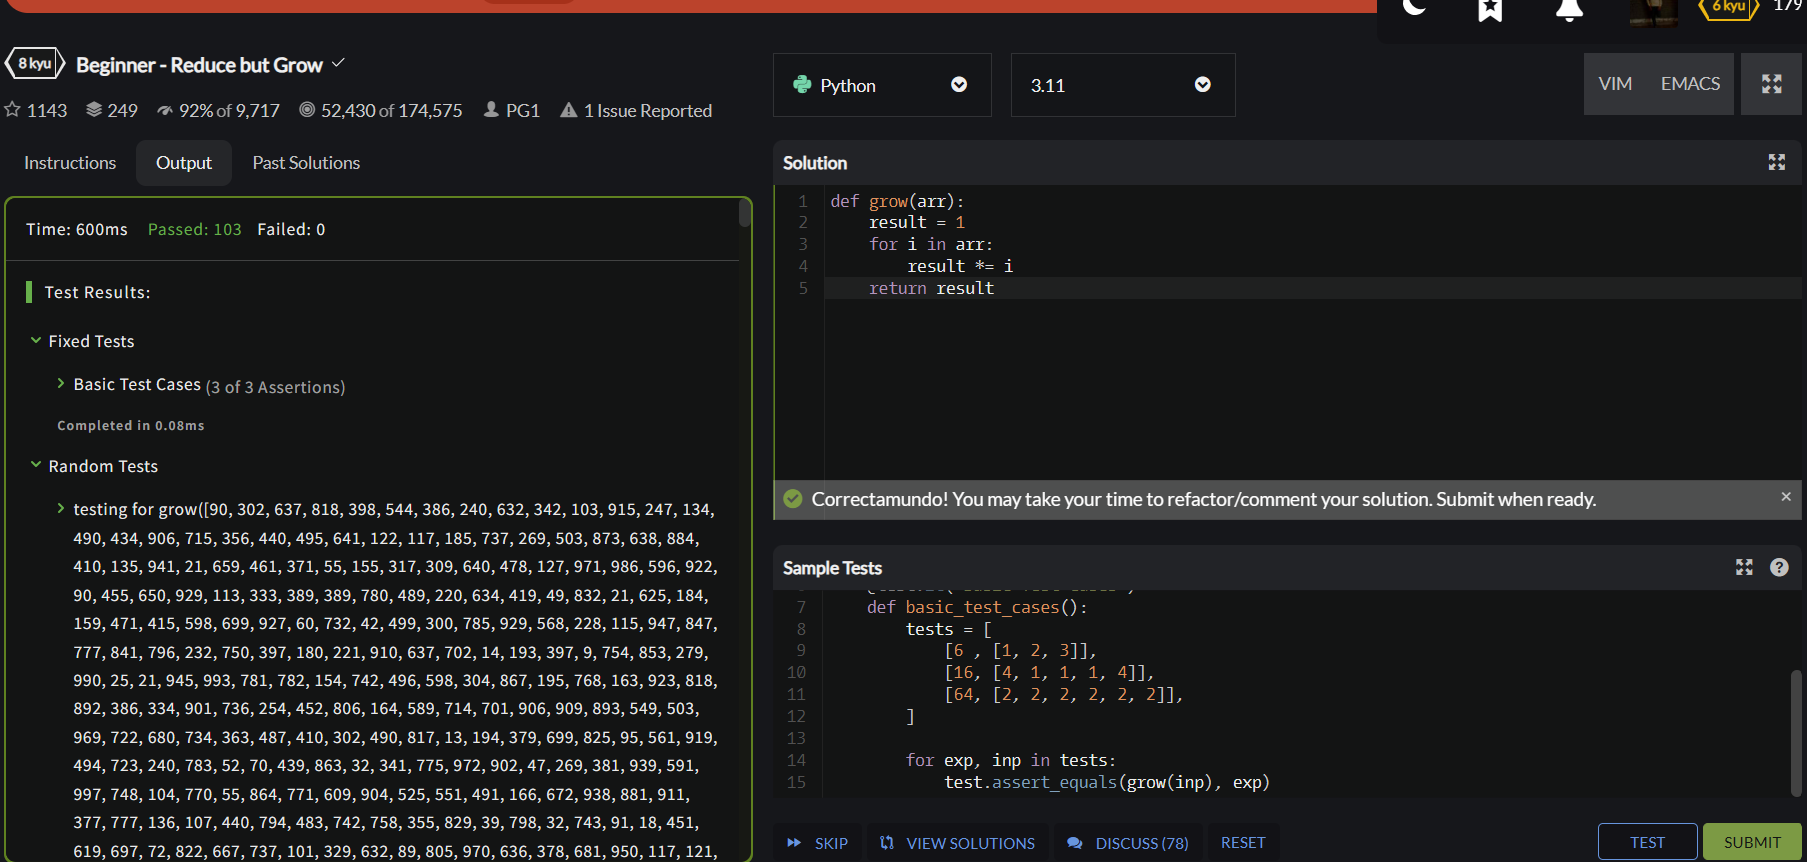 6 kyu
179
8 kyu
Beginner - Reduce but Grow
1143
249
92% of 9,717
52,430 of 174,575
PG1
1 Issue Reported
Python
3.11
VIM
EMACS
Instructions
Output
Past Solutions
Time: 600ms
Passed: 103
Failed: 0
Test Results:
Fixed Tests
Basic Test Cases (3 of 3 Assertions)
Completed in 0.08ms
Random Tests
testing for grow([90, 302, 637, 818, 398, 544, 386, 240, 632, 342, 103, 915, 247, 134,
490, 434, 906, 715, 356, 440, 495, 641, 122, 117, 185, 737, 269, 503, 873, 638, 884,
410, 135, 941, 21, 659, 461, 371, 55, 155, 317, 309, 640, 478, 127, 971, 986, 596, 922,
90, 455, 650, 929, 113, 333, 389, 389, 780, 489, 220, 634, 419, 49, 832, 21, 625, 184,
159, 471, 415, 598, 699, 927, 60, 732, 42, 499, 300, 785, 929, 568, 228, 115, 947, 847,
777, 841, 796, 232, 750, 397, 180, 221, 910, 637, 702, 14, 193, 397, 9, 754, 853, 279,
990, 25, 21, 945, 993, 781, 782, 154, 742, 496, 598, 304, 867, 195, 768, 163, 923, 818,
892, 386, 334, 901, 736, 254, 452, 806, 164, 589, 714, 701, 906, 909, 893, 549, 503,
969, 722, 680, 734, 363, 487, 410, 302, 490, 817, 13, 194, 379, 699, 825, 95, 561, 919,
494, 723, 240, 783, 52, 70, 439, 863, 32, 341, 775, 972, 902, 47, 269, 381, 939, 591,
997, 748, 104, 770, 55, 864, 771, 609, 904, 525, 551, 491, 166, 672, 938, 881, 911,
377, 777, 136, 107, 440, 794, 483, 742, 758, 355, 829, 39, 798, 32, 743, 91, 18, 451,
619, 697, 72, 822, 667, 737, 101, 329, 632, 89, 805, 970, 636, 378, 681, 950, 117, 121,
Solution
1 def grow(arr):
2     result = 1
3     for i in arr:
4         result *= i
5     return result
Correctamundo! You may take your time to refactor/comment your solution. Submit when ready.
Sample Tests
7     def basic_test_cases():
8         tests = [
9             [6 , [1, 2, 3]],
10             [16, [4, 1, 1, 1, 4]],
11             [64, [2, 2, 2, 2, 2, 2]],
12         ]
13
14         for exp, inp in tests:
15             test.assert_equals(grow(inp), exp)
SKIP
VIEW SOLUTIONS
DISCUSS (78)
RESET
TEST
SUBMIT